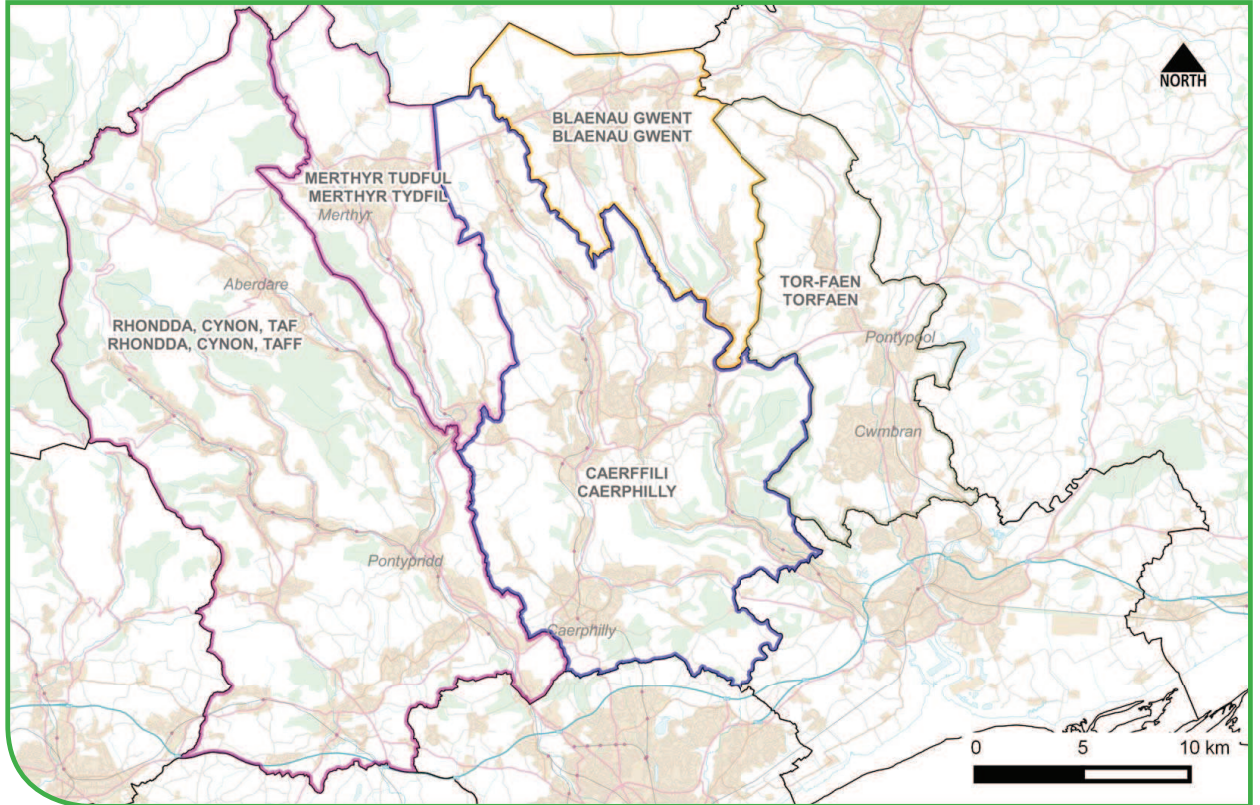 NORTH
BLAENAU GWENT
BLAENAU GWENT
MERTHYR TUDFUL
MERTHYR TYDFIL
Merthyr
Aberdare
TOR-FAEN
TORFAEN
RHONDDA, CYNON, TAF
RHONDDA, CYNON, TAFF
Pontypool
Cwmbran
CAERFFILI
CAERPHILLY
Pontypridd
Caerphilly
0 5 10 km